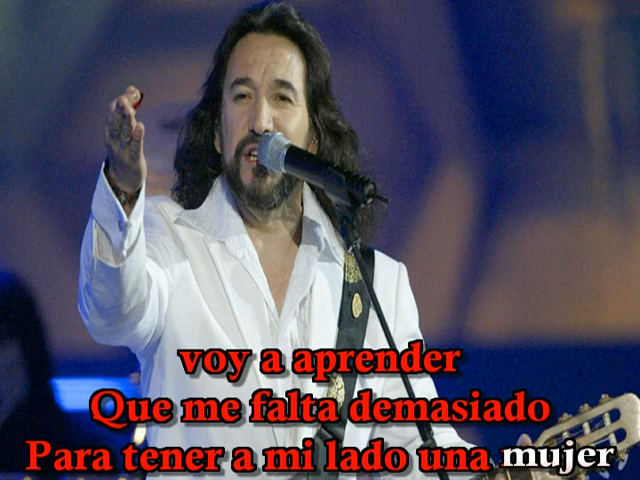 voy a aprender
Que me falta demasiado
Para tener a mi lado una mujer